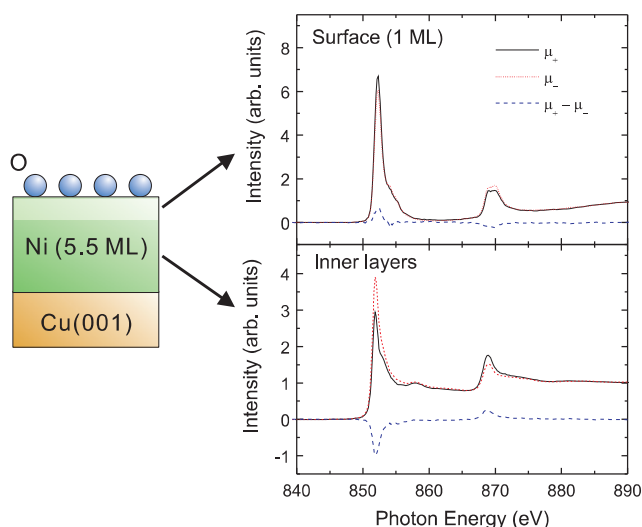 O
Ni (5.5 ML)
Cu(001)
Surface (1 ML)
μ₊
μ₋
μ₊ − μ₋
Intensity (arb. units)
8
6
4
2
0
Inner layers
Intensity (arb. units)
4
3
2
1
0
-1
840 850 860 870 880 890
Photon Energy (eV)